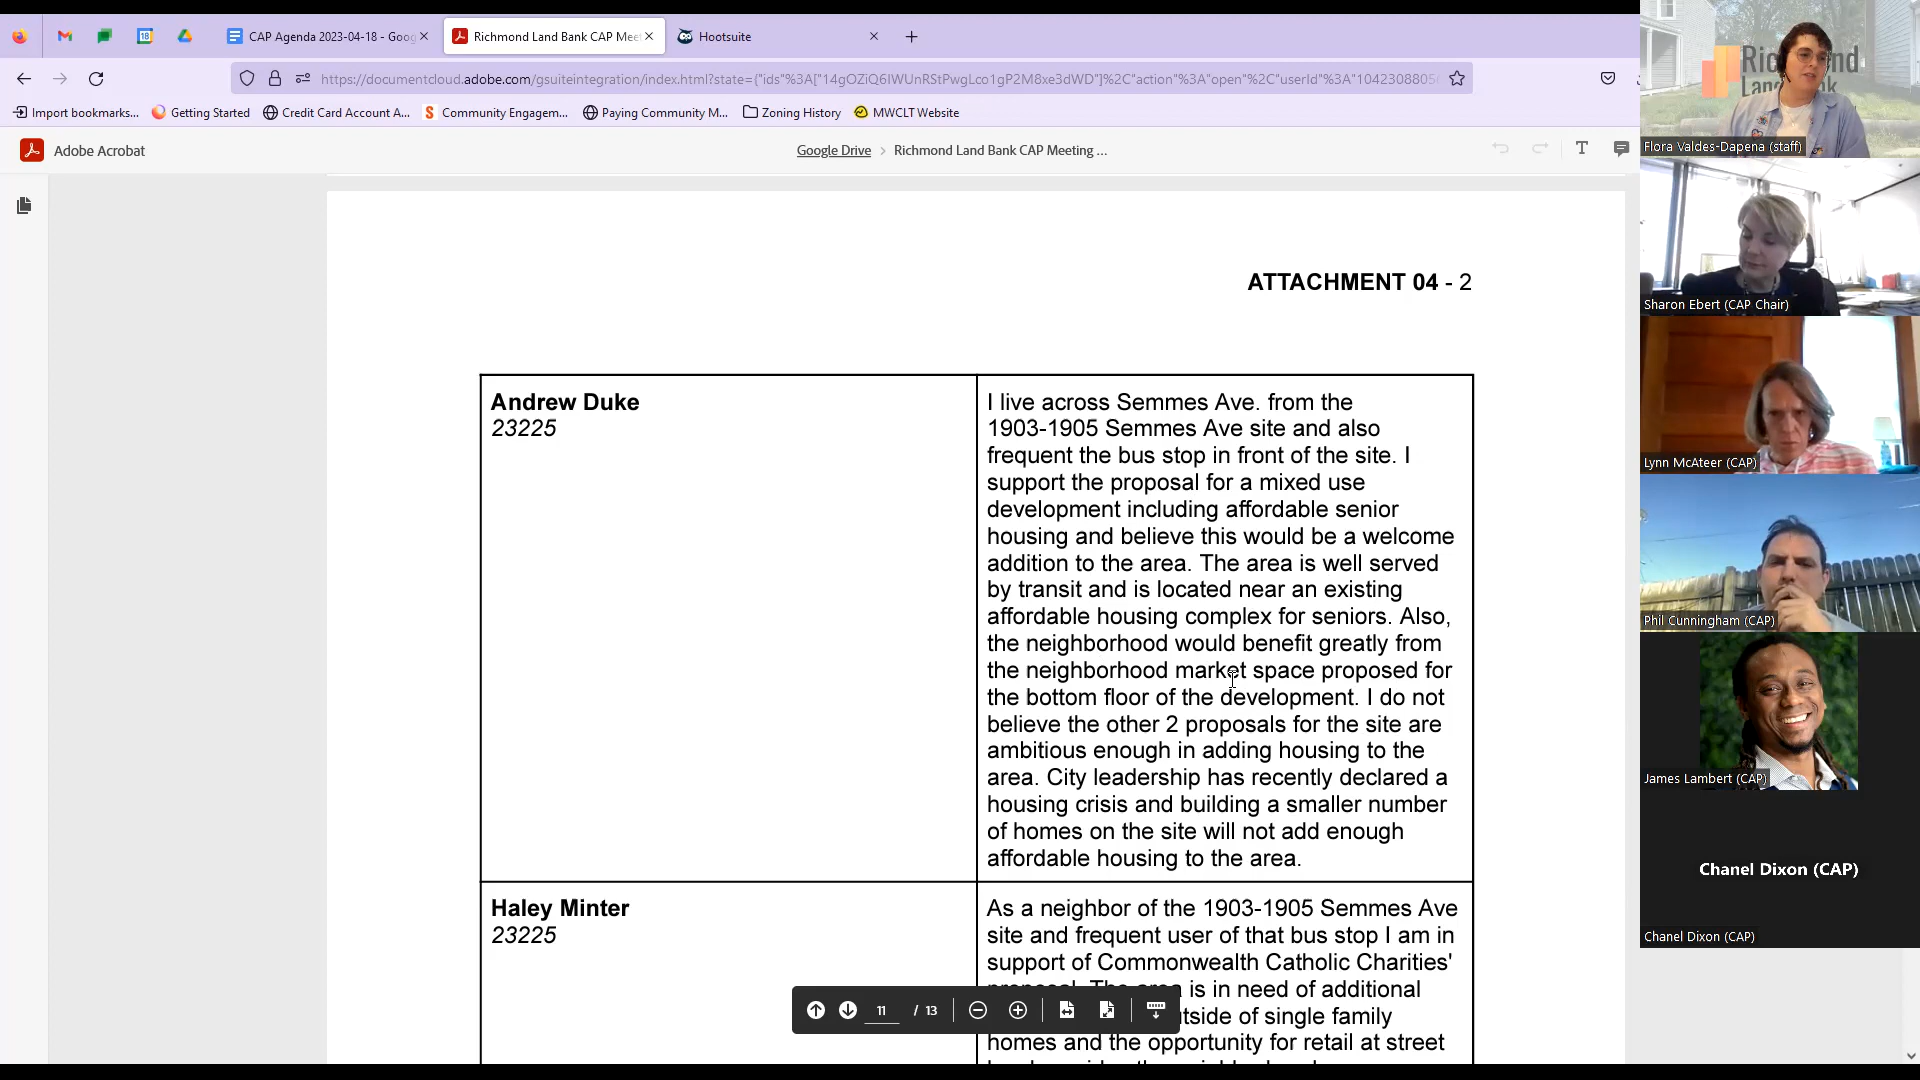 CAP Agenda 2023-04-18 - Goog
Richmond Land Bank CAP Mee
Hootsuite
https://documentcloud.adobe.com/gsuiteintegration/index.html?state={"ids"%3A["14gOZiQ6IWUnRStPwgLco1gP2M8xe3dWD"]%2C"action"%3A"open"%2C"userId"%3A"1042308805
Import bookmarks...
Getting Started
Credit Card Account A...
Community Engagem...
Paying Community M...
Zoning History
MWCLT Website
Adobe Acrobat
Google Drive > Richmond Land Bank CAP Meeting ...
ATTACHMENT 04 - 2
Andrew Duke
23225
I live across Semmes Ave. from the
1903-1905 Semmes Ave site and also
frequent the bus stop in front of the site. I
support the proposal for a mixed use
development including affordable senior
housing and believe this would be a welcome
addition to the area. The area is well served
by transit and is located near an existing
affordable housing complex for seniors. Also,
the neighborhood would benefit greatly from
the neighborhood market space proposed for
the bottom floor of the development. I do not
believe the other 2 proposals for the site are
ambitious enough in adding housing to the
area. City leadership has recently declared a
housing crisis and building a smaller number
of homes on the site will not add enough
affordable housing to the area.
Haley Minter
23225
As a neighbor of the 1903-1905 Semmes Ave
site and frequent user of that bus stop I am in
support of Commonwealth Catholic Charities'
is in need of additional
outside of single family
homes and the opportunity for retail at street
11 / 13
Flora Valdes-Dapena (staff)
Sharon Ebert (CAP Chair)
Lynn McAteer (CAP)
Phil Cunningham (CAP)
James Lambert (CAP)
Chanel Dixon (CAP)
Chanel Dixon (CAP)